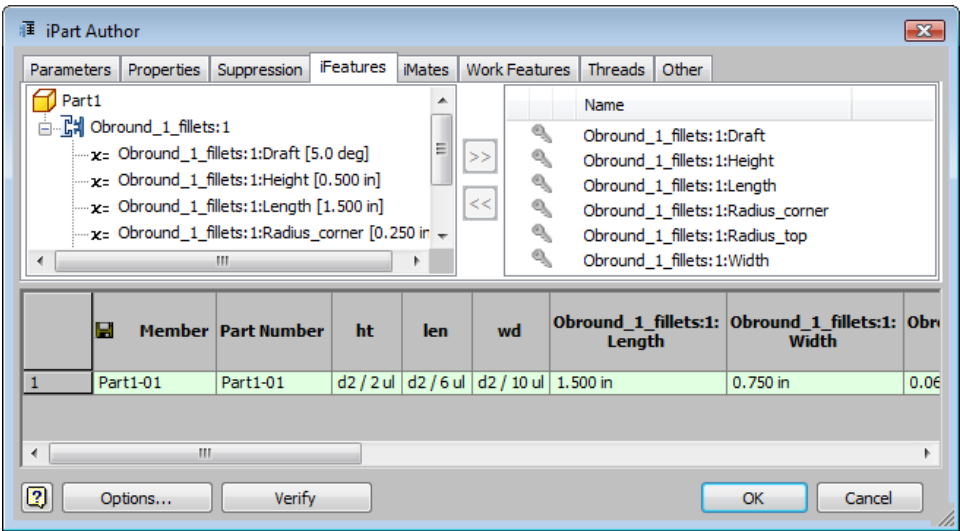 iPart Author
Parameters Properties Suppression iFeatures iMates Work Features Threads Other
Part1
Obround_1_fillets:1
x= Obround_1_fillets:1:Draft [5.0 deg]
x= Obround_1_fillets:1:Height [0.500 in]
x= Obround_1_fillets:1:Length [1.500 in]
x= Obround_1_fillets:1:Radius_corner [0.250 in
>>
<<
Name
Obround_1_fillets:1:Draft
Obround_1_fillets:1:Height
Obround_1_fillets:1:Length
Obround_1_fillets:1:Radius_corner
Obround_1_fillets:1:Radius_top
Obround_1_fillets:1:Width
Member Part Number ht len wd Obround_1_fillets:1: Length Obround_1_fillets:1: Width Obro
1 Part1-01 Part1-01 d2 / 2 ul d2 / 6 ul d2 / 10 ul 1.500 in 0.750 in 0.06
? Options... Verify OK Cancel